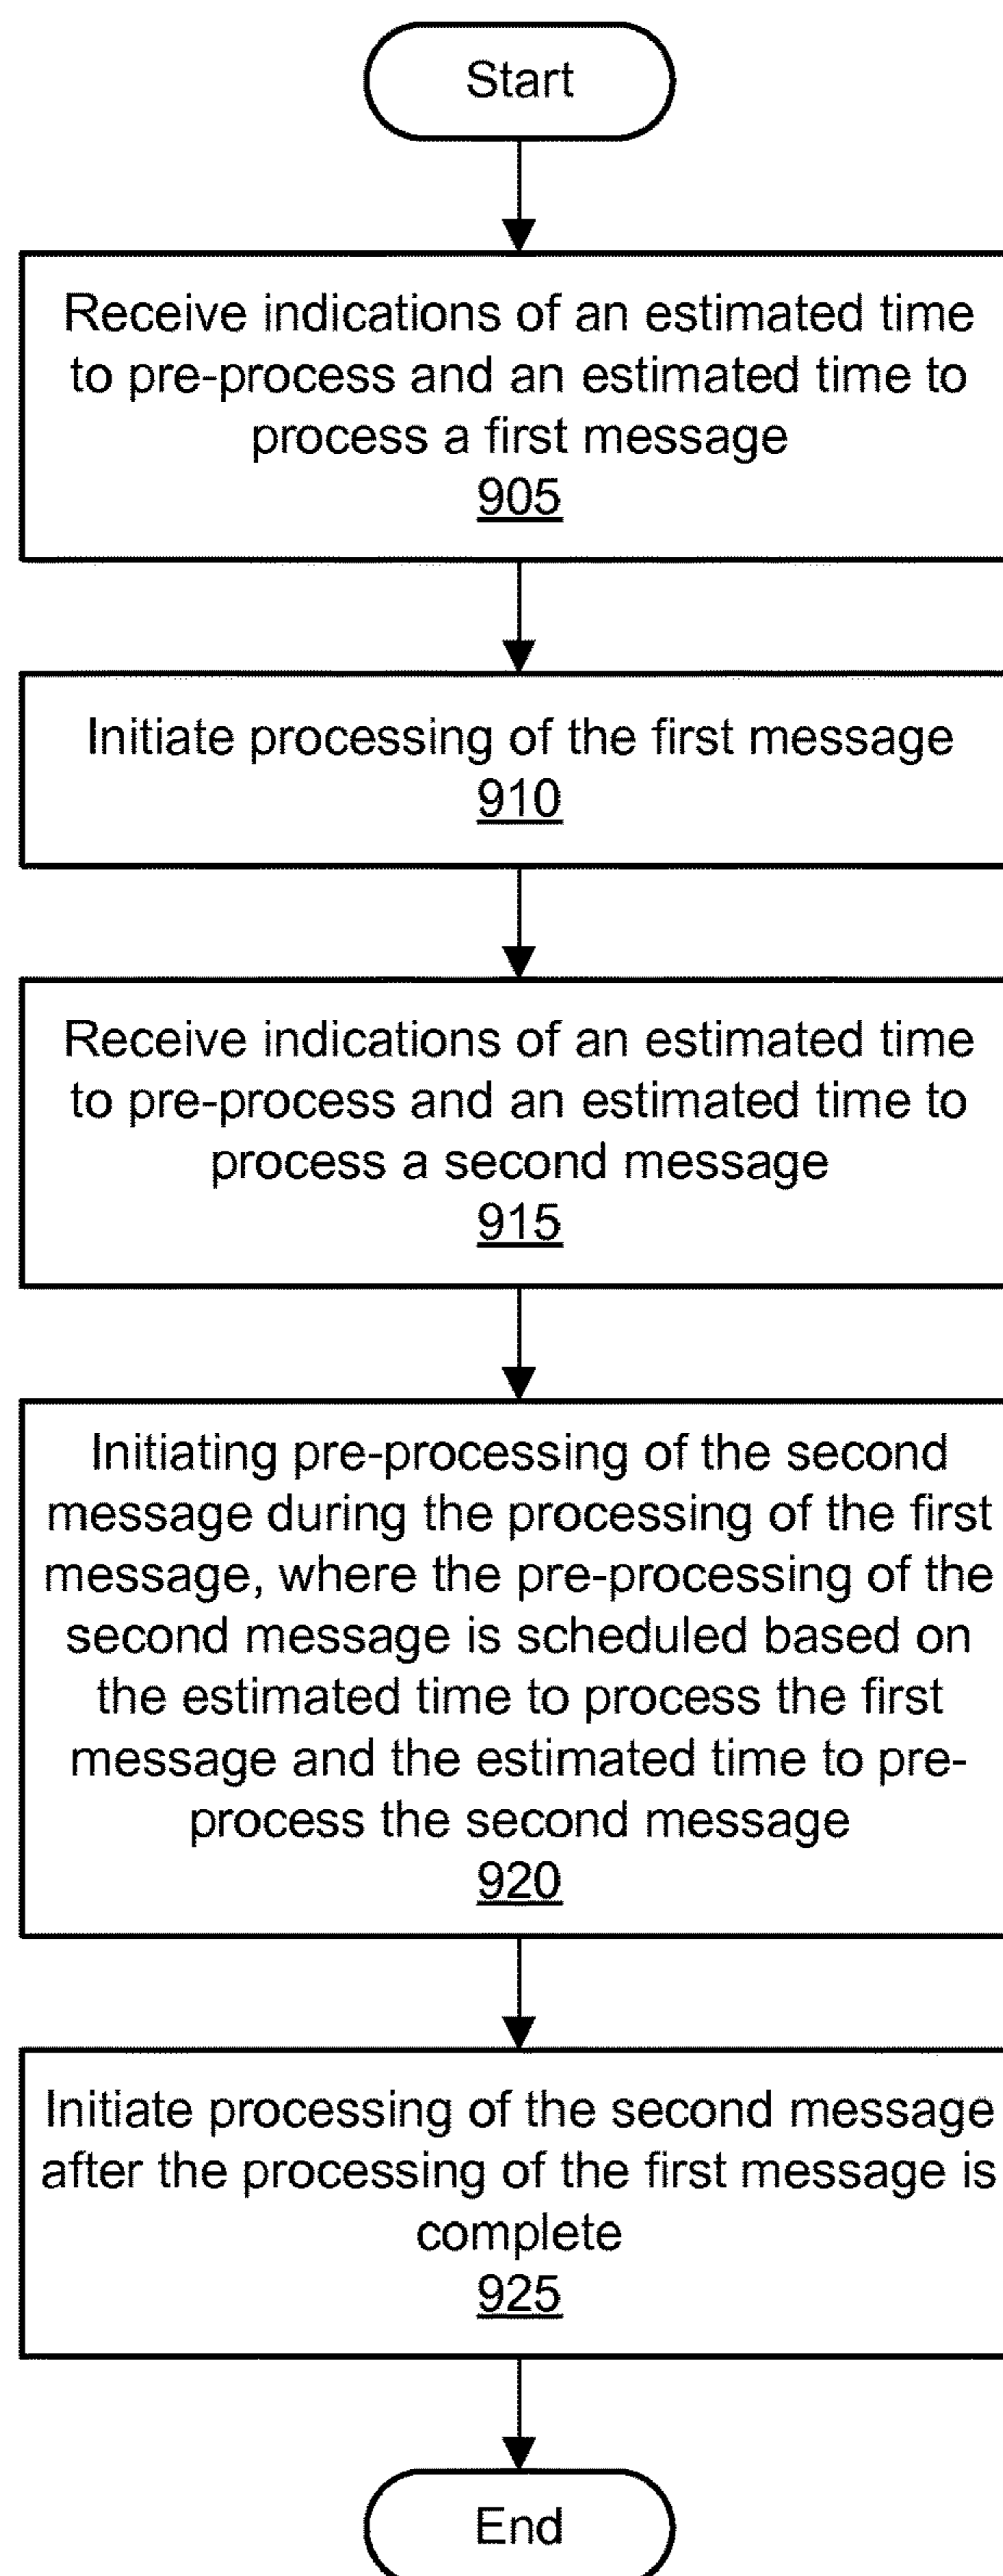 Start
Receive indications of an estimated time
to pre-process and an estimated time to
process a first message
905
Initiate processing of the first message
910
Receive indications of an estimated time
to pre-process and an estimated time to
process a second message
915
Initiating pre-processing of the second
message during the processing of the first
message, where the pre-processing of the
second message is scheduled based on
the estimated time to process the first
message and the estimated time to pre-
process the second message
920
Initiate processing of the second message
after the processing of the first message is
complete
925
End